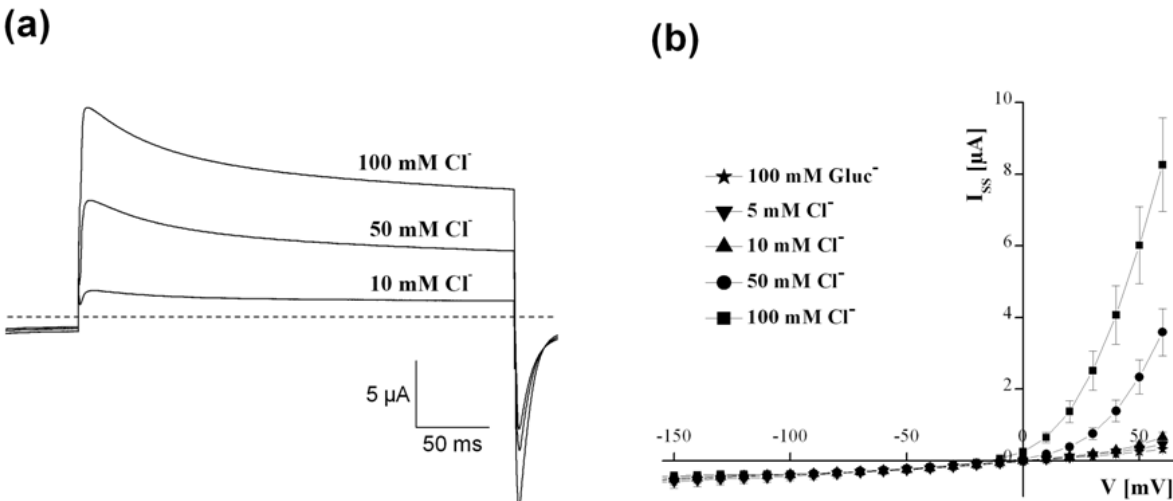 (a)
100 mM Cl⁻
50 mM Cl⁻
10 mM Cl⁻
5 µA
50 ms
(b)
I_ss [µA]
10
8
6
4
2
0
-150
-100
-50
0
50
V [mV]
100 mM Gluc⁻
5 mM Cl⁻
10 mM Cl⁻
50 mM Cl⁻
100 mM Cl⁻